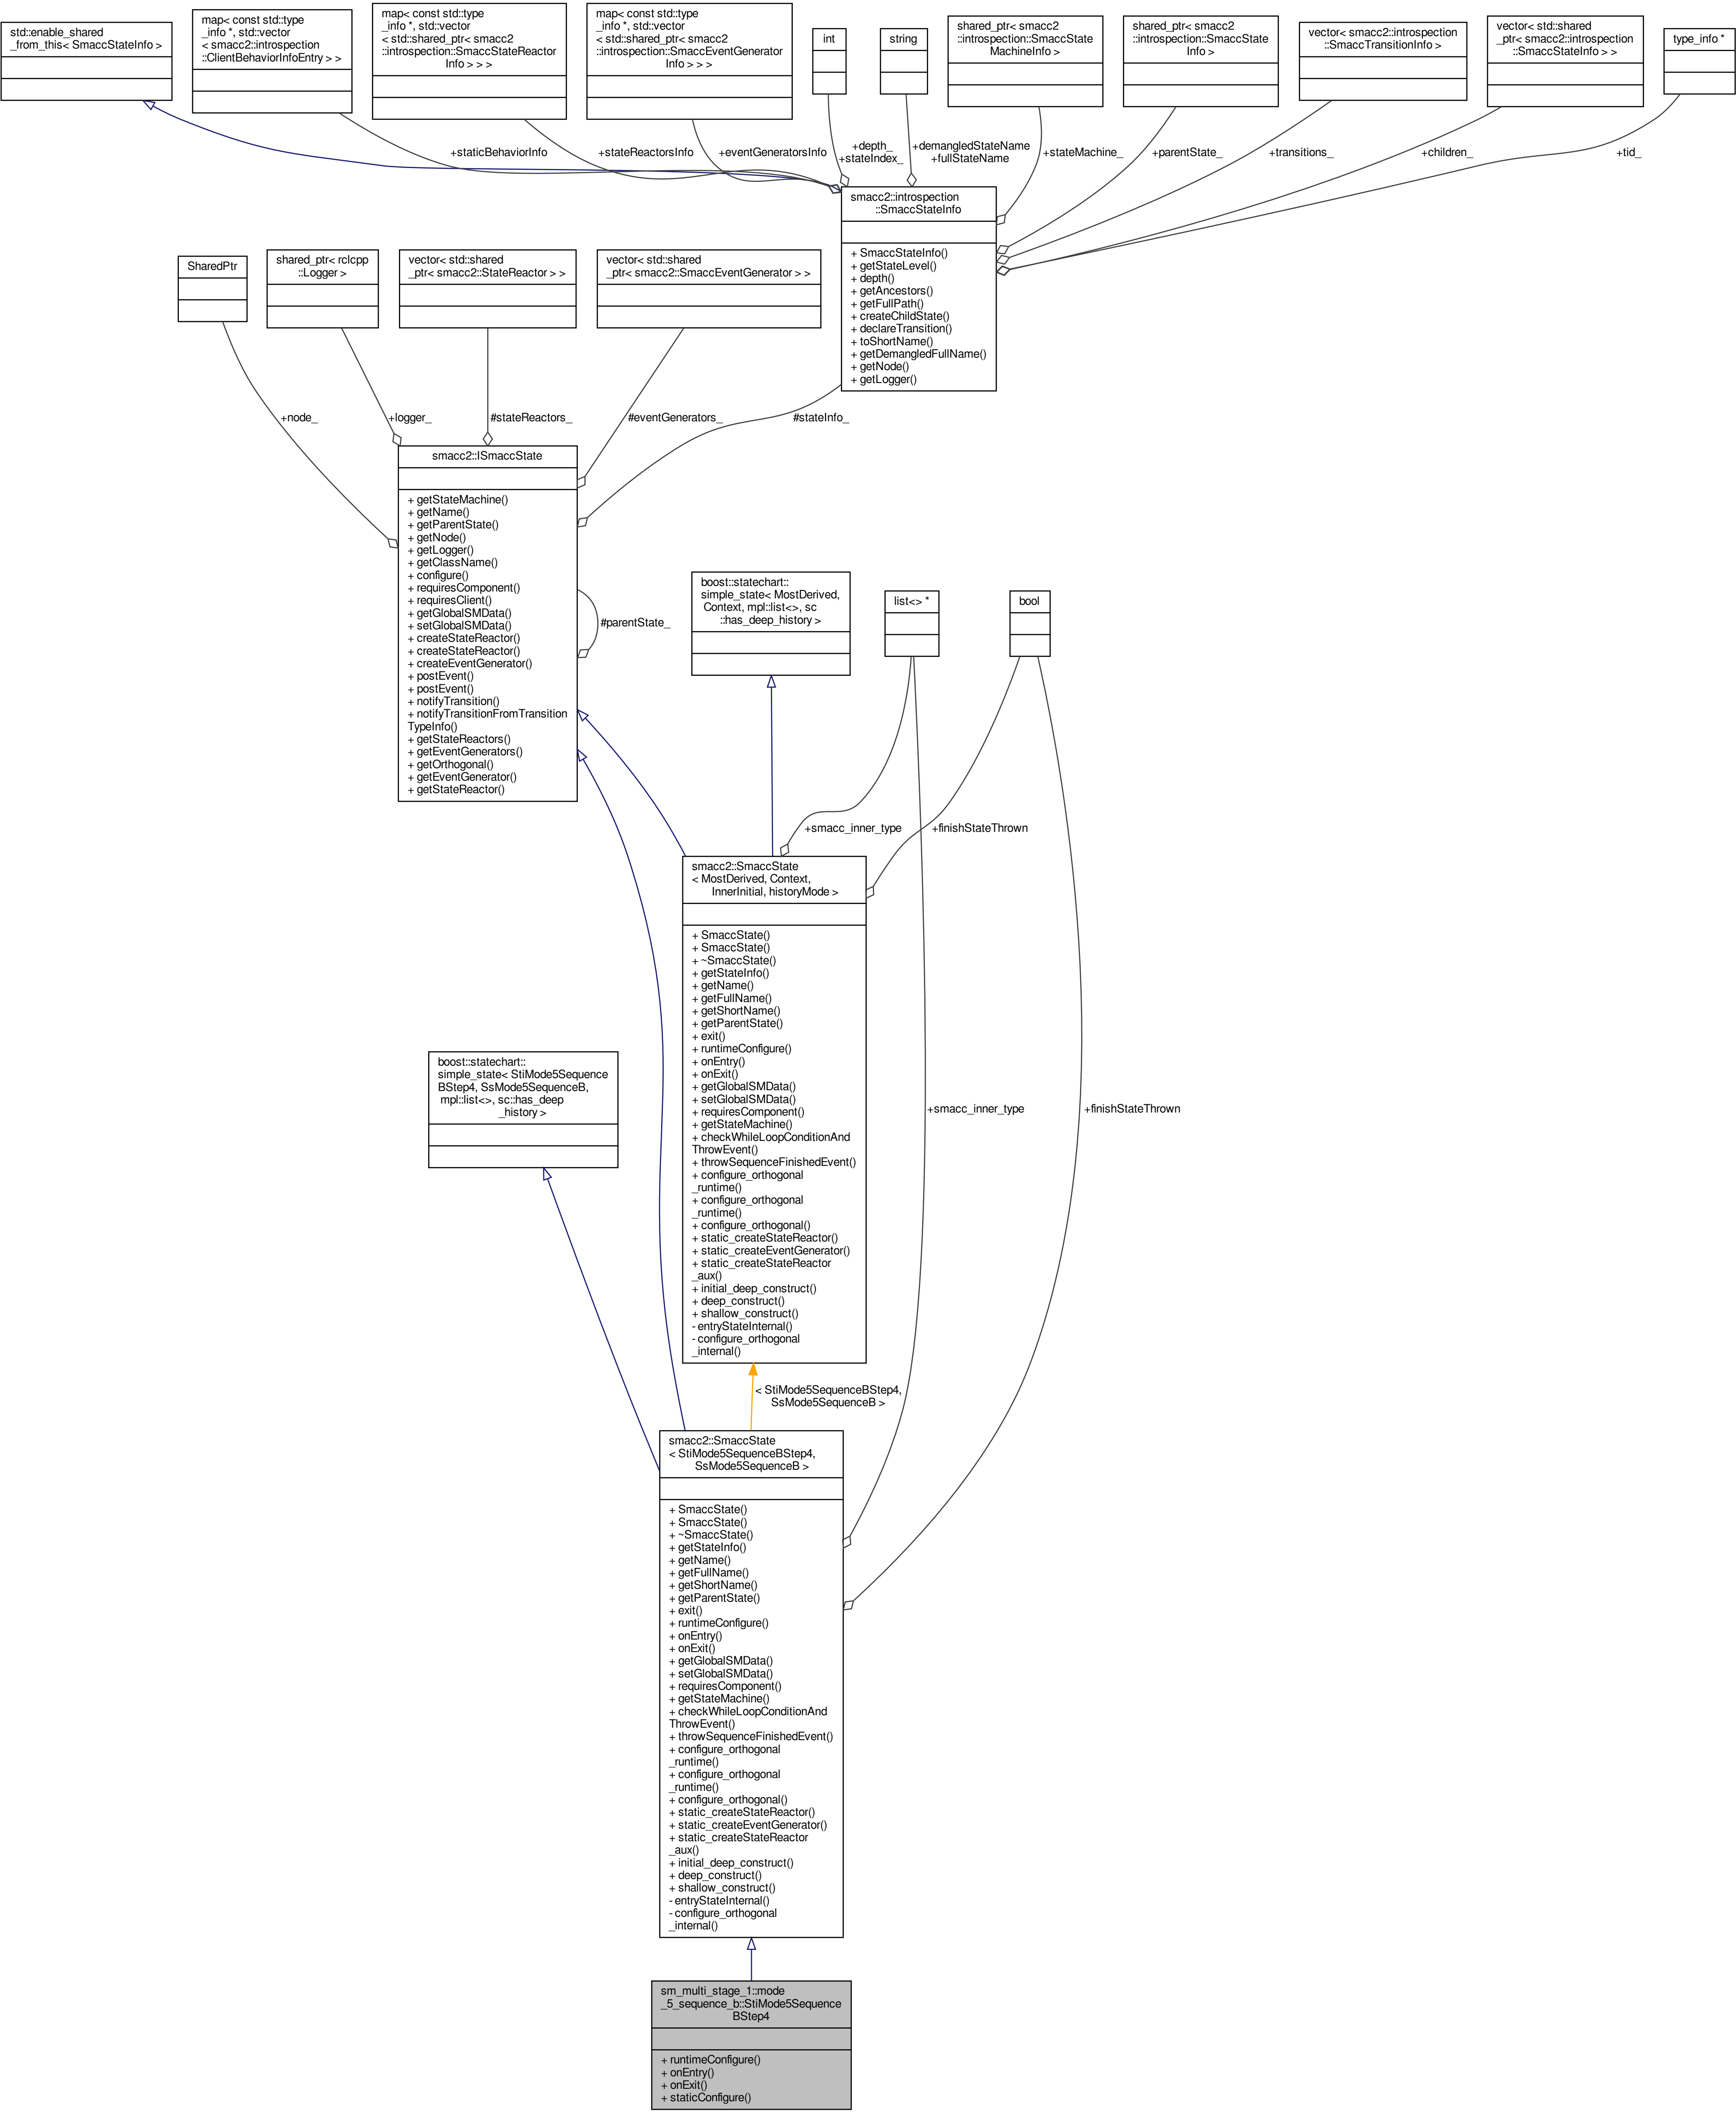 std::enable_shared
_from_this< SmaccStateInfo >
map< const std::type
_info *, std::vector
< smacc2::introspection
::ClientBehaviorInfoEntry > >
map< const std::type
_info *, std::vector
< std::shared_ptr< smacc2
::introspection::SmaccStateReactor
Info > > >
map< const std::type
_info *, std::vector
< std::shared_ptr< smacc2
::introspection::SmaccEventGenerator
Info > > >
int
string
shared_ptr< smacc2
::introspection::SmaccState
MachineInfo >
shared_ptr< smacc2
::introspection::SmaccState
Info >
vector< smacc2::introspection
::SmaccTransitionInfo >
vector< std::shared
_ptr< smacc2::introspection
::SmaccStateInfo > >
type_info *
+staticBehaviorInfo
+stateReactorsInfo
+eventGeneratorsInfo
+depth_
+stateIndex_
+demangledStateName
+fullStateName
+stateMachine_
+parentState_
+transitions_
+children_
+tid_
smacc2::introspection
::SmaccStateInfo
+ SmaccStateInfo()
+ getStateLevel()
+ depth()
+ getAncestors()
+ getFullPath()
+ createChildState()
+ declareTransition()
+ toShortName()
+ getDemangledFullName()
+ getNode()
+ getLogger()
SharedPtr
shared_ptr< rclcpp
::Logger >
vector< std::shared
_ptr< smacc2::StateReactor > >
vector< std::shared
_ptr< smacc2::SmaccEventGenerator > >
+node_
+logger_
#stateReactors_
#eventGenerators_
#stateInfo_
smacc2::ISmaccState
+ getStateMachine()
+ getName()
+ getParentState()
+ getNode()
+ getLogger()
+ getClassName()
+ configure()
+ requiresComponent()
+ requiresClient()
+ getGlobalSMData()
+ setGlobalSMData()
+ createStateReactor()
+ createStateReactor()
+ createEventGenerator()
+ postEvent()
+ postEvent()
+ notifyTransition()
+ notifyTransitionFromTransition
TypeInfo()
+ getStateReactors()
+ getEventGenerators()
+ getOrthogonal()
+ getEventGenerator()
+ getStateReactor()
#parentState_
boost::statechart::
simple_state< MostDerived,
Context, mpl::list<>, sc
::has_deep_history >
list<> *
bool
+smacc_inner_type
+finishStateThrown
smacc2::SmaccState
< MostDerived, Context,
InnerInitial, historyMode >
+ SmaccState()
+ SmaccState()
+ ~SmaccState()
+ getStateInfo()
+ getName()
+ getFullName()
+ getShortName()
+ getParentState()
+ exit()
+ runtimeConfigure()
+ onEntry()
+ onExit()
+ getGlobalSMData()
+ setGlobalSMData()
+ requiresComponent()
+ getStateMachine()
+ checkWhileLoopConditionAnd
ThrowEvent()
+ throwSequenceFinishedEvent()
+ configure_orthogonal
_runtime()
+ configure_orthogonal
_runtime()
+ configure_orthogonal()
+ static_createStateReactor()
+ static_createEventGenerator()
+ static_createStateReactor
_aux()
+ initial_deep_construct()
+ deep_construct()
+ shallow_construct()
- entryStateInternal()
- configure_orthogonal
_internal()
boost::statechart::
simple_state< StiMode5Sequence
BStep4, SsMode5SequenceB,
mpl::list<>, sc::has_deep
_history >
+smacc_inner_type
+finishStateThrown
< StiMode5SequenceBStep4,
SsMode5SequenceB >
smacc2::SmaccState
< StiMode5SequenceBStep4,
SsMode5SequenceB >
+ SmaccState()
+ SmaccState()
+ ~SmaccState()
+ getStateInfo()
+ getName()
+ getFullName()
+ getShortName()
+ getParentState()
+ exit()
+ runtimeConfigure()
+ onEntry()
+ onExit()
+ getGlobalSMData()
+ setGlobalSMData()
+ requiresComponent()
+ getStateMachine()
+ checkWhileLoopConditionAnd
ThrowEvent()
+ throwSequenceFinishedEvent()
+ configure_orthogonal
_runtime()
+ configure_orthogonal
_runtime()
+ configure_orthogonal()
+ static_createStateReactor()
+ static_createEventGenerator()
+ static_createStateReactor
_aux()
+ initial_deep_construct()
+ deep_construct()
+ shallow_construct()
- entryStateInternal()
- configure_orthogonal
_internal()
sm_multi_stage_1::mode
_5_sequence_b::StiMode5Sequence
BStep4
+ runtimeConfigure()
+ onEntry()
+ onExit()
+ staticConfigure()